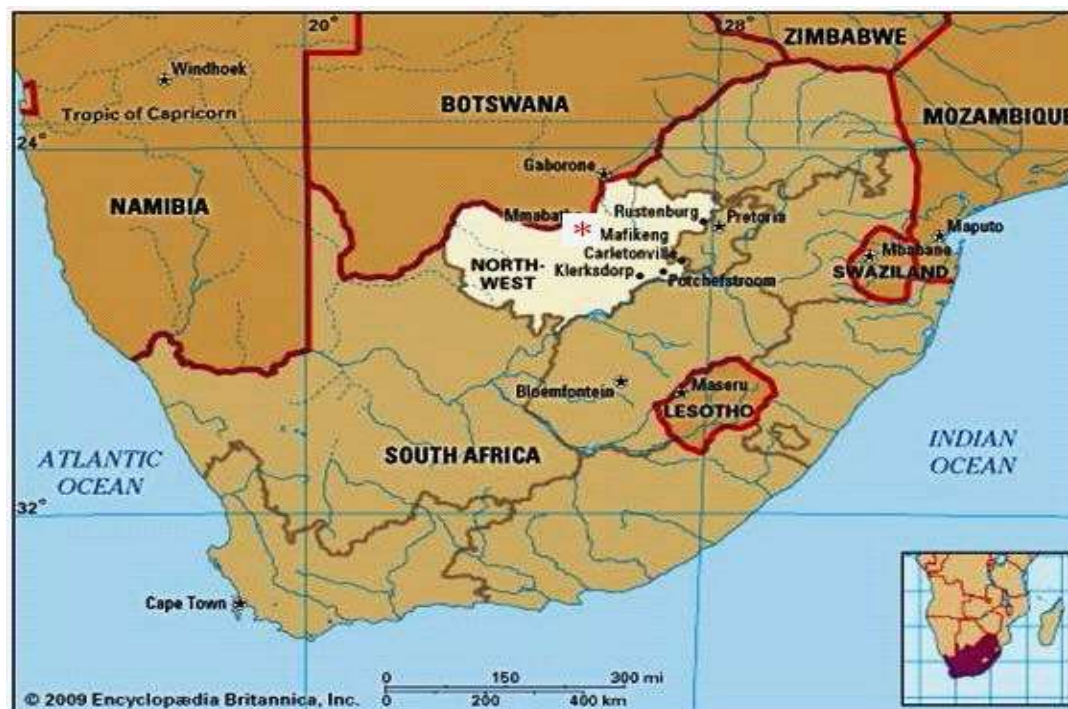 20°
28°
ZIMBABWE
Windhoek
BOTSWANA
Tropic of Capricorn
MOZAMBIQUE
24°
Gaborone
NAMIBIA
Rustenburg
Pretoria
*
Mafikeng
Maputo
Carletonville
Mbabane
NORTH-
WEST
Klerksdorp
Potchefstroom
SWAZILAND
Bloemfontein
Maseru
LESOTHO
SOUTH AFRICA
ATLANTIC
OCEAN
INDIAN
OCEAN
32°
Cape Town
0 150 300 mi
0 200 400 km
© 2009 Encyclopædia Britannica, Inc.